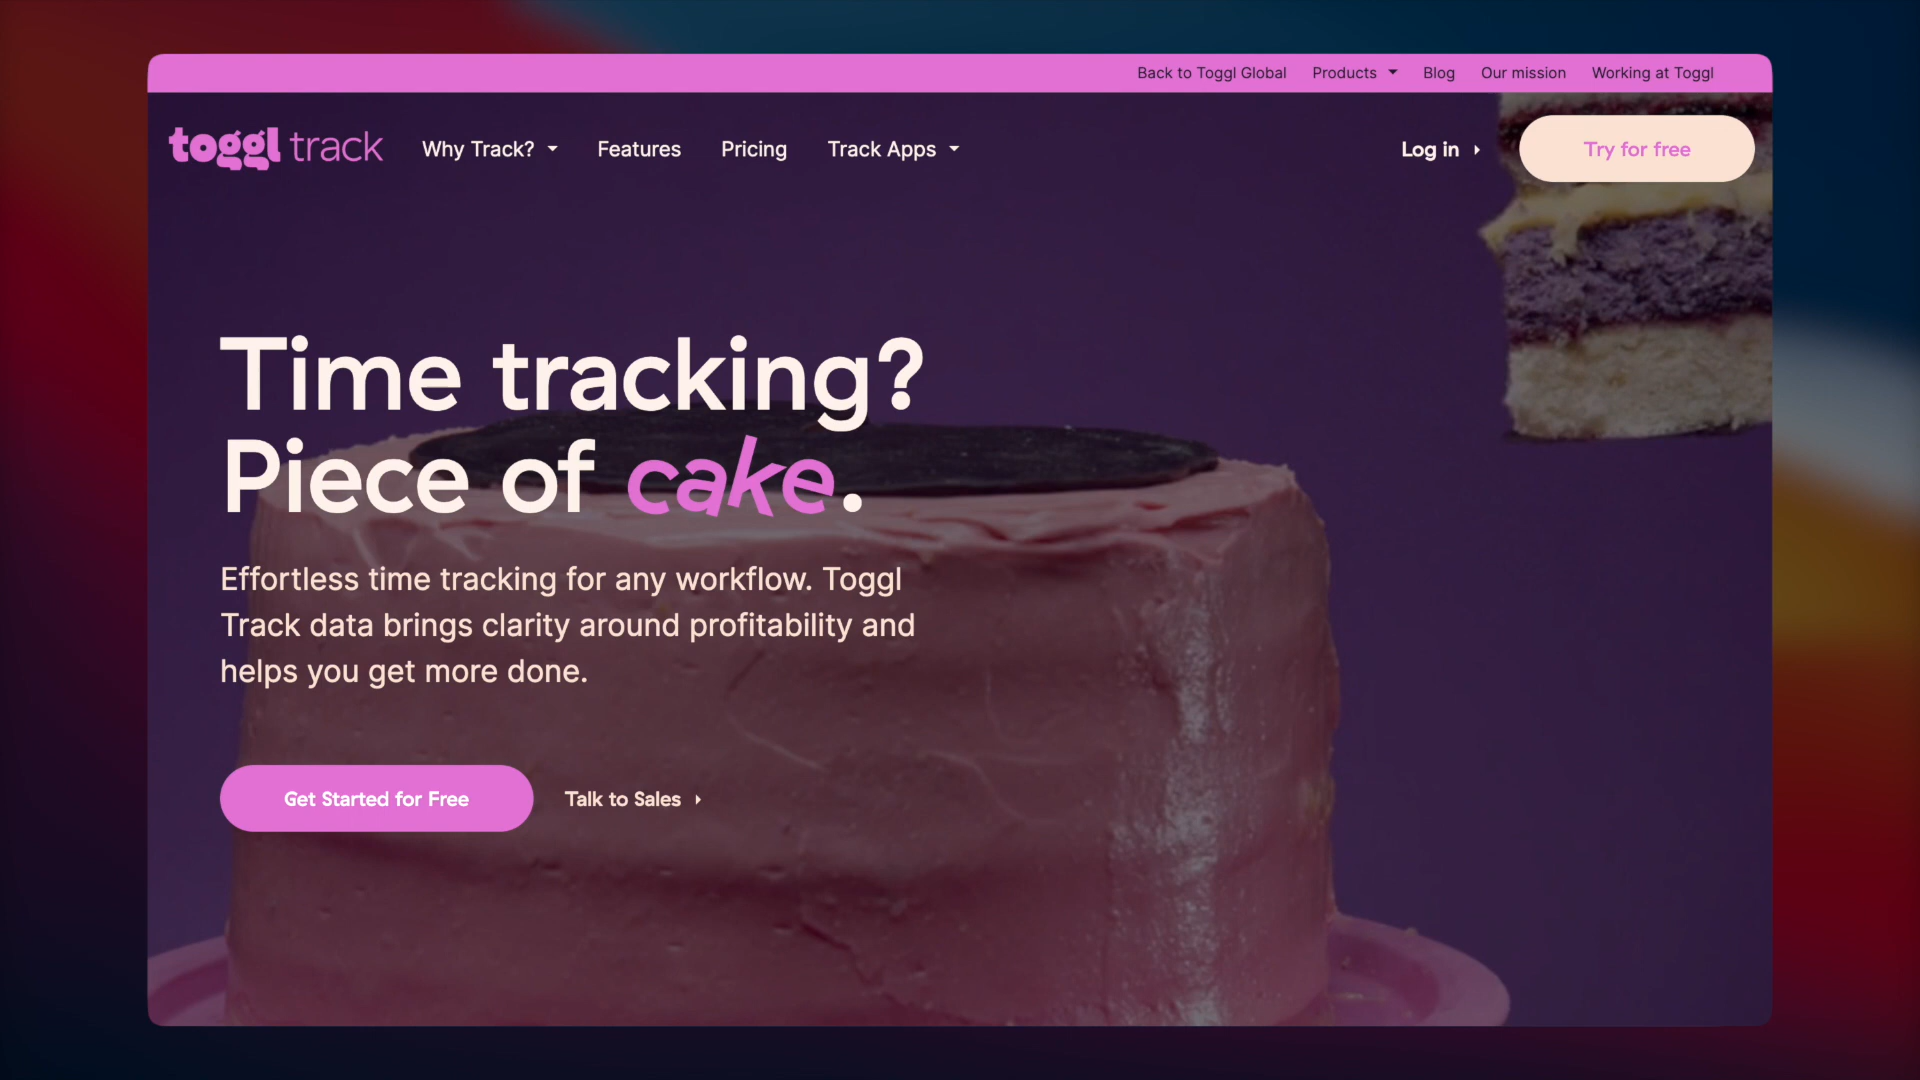 Back to Toggl Global Products Blog Our mission Working at Toggl
toggl track Why Track? Features Pricing Track Apps Log in Try for free
Time tracking?
Piece of cake.
Effortless time tracking for any workflow. Toggl
Track data brings clarity around profitability and
helps you get more done.
Get Started for Free Talk to Sales